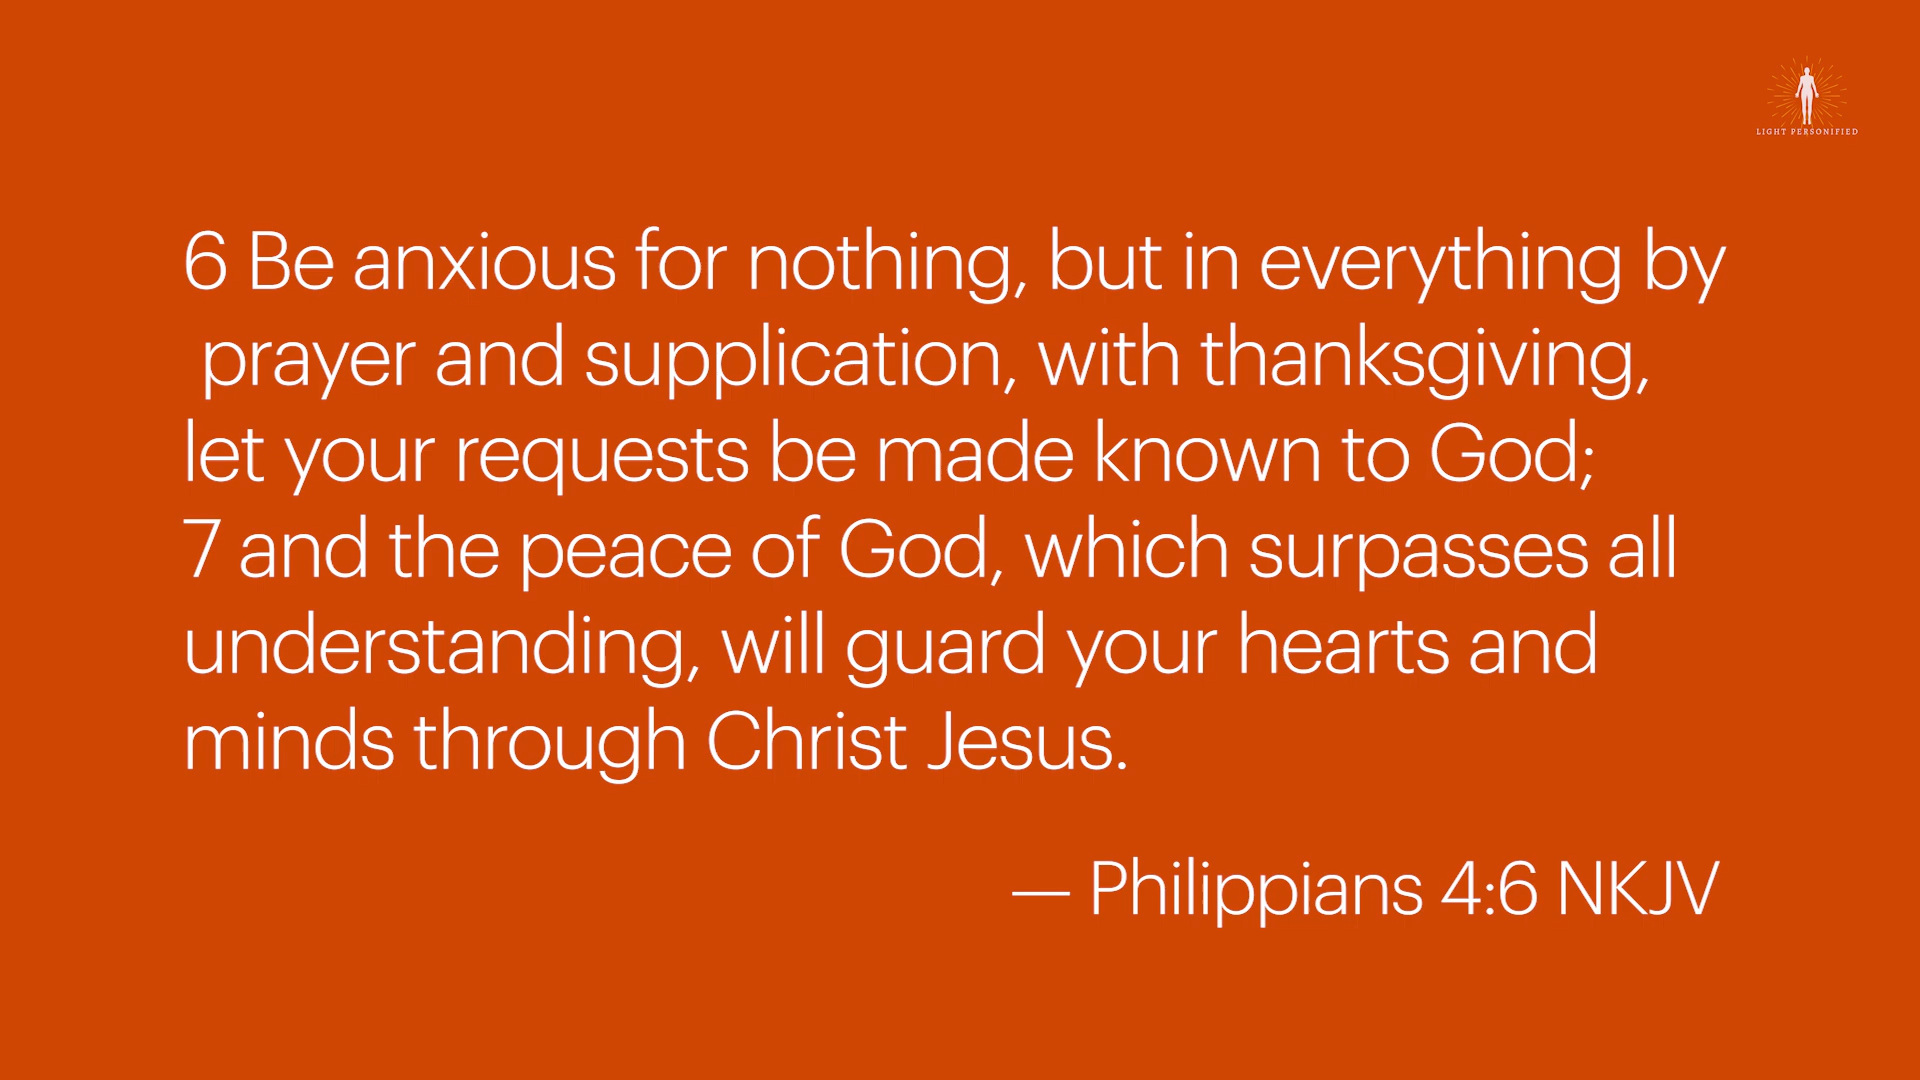 LIGHT PERSONIFIED
6 Be anxious for nothing, but in everything by
prayer and supplication, with thanksgiving,
let your requests be made known to God;
7 and the peace of God, which surpasses all
understanding, will guard your hearts and
minds through Christ Jesus.
— Philippians 4:6 NKJV